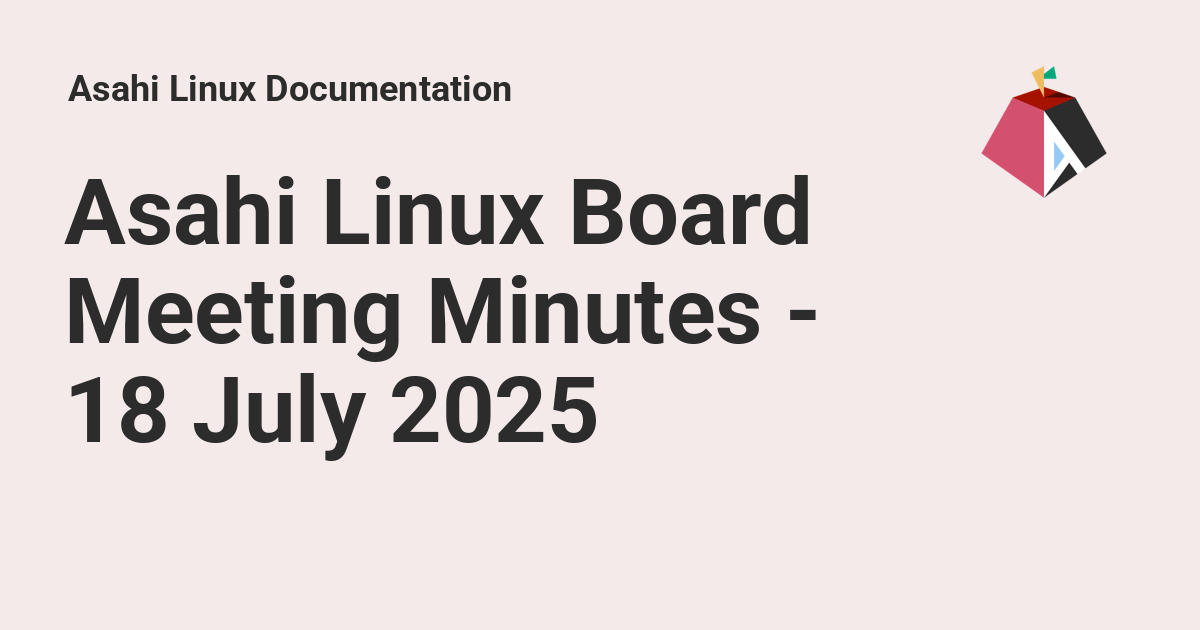 Asahi Linux Documentation
Asahi Linux Board
Meeting Minutes -
18 July 2025